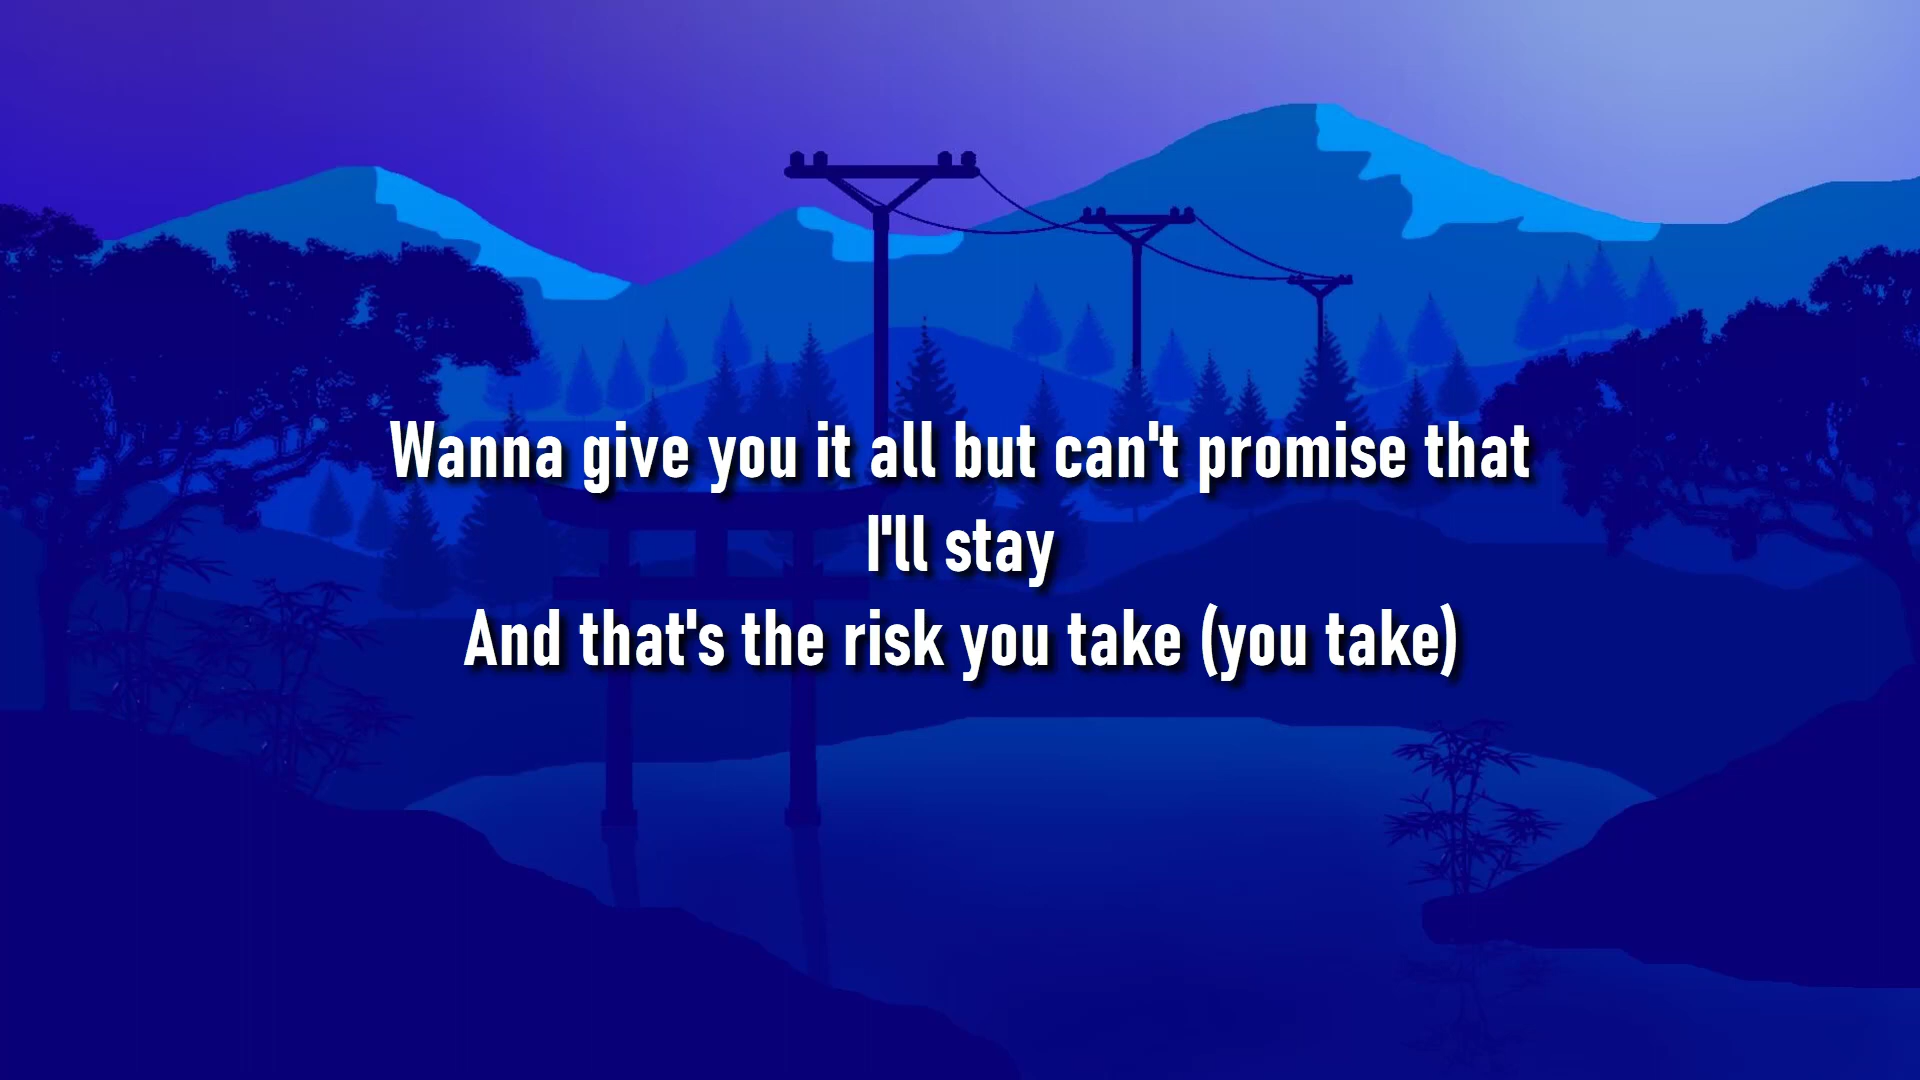 Wanna give you it all but can't promise that
I'll stay
And that's the risk you take (you take)